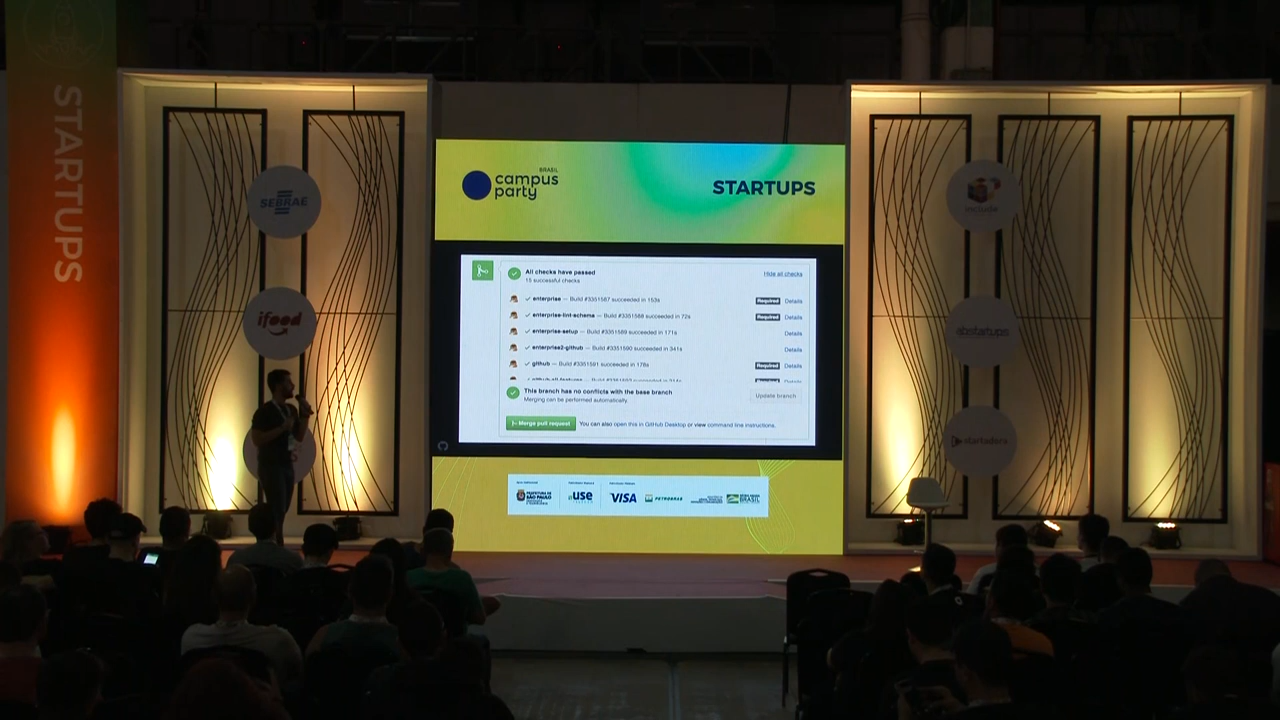 STARTUPS
SEBRAE
ifood
BRASIL
campus
party
STARTUPS
All checks have passed
15 successful checks
Hide all checks
enterprise — Build #3351587 succeeded in 153s
Required Details
enterprise-lint-schema — Build #3351588 succeeded in 72s
Required Details
enterprise-setup — Build #3351589 succeeded in 171s
Details
enterprise2-github — Build #3351590 succeeded in 341s
Details
github — Build #3351591 succeeded in 178s
Required Details
This branch has no conflicts with the base branch
Merging can be performed automatically.
Update branch
Merge pull request
You can also open this in GitHub Desktop or view command line instructions.
PREFEITURA DE
SÃO PAULO
use
VISA
PETROBRAS
BRASIL
abstartups